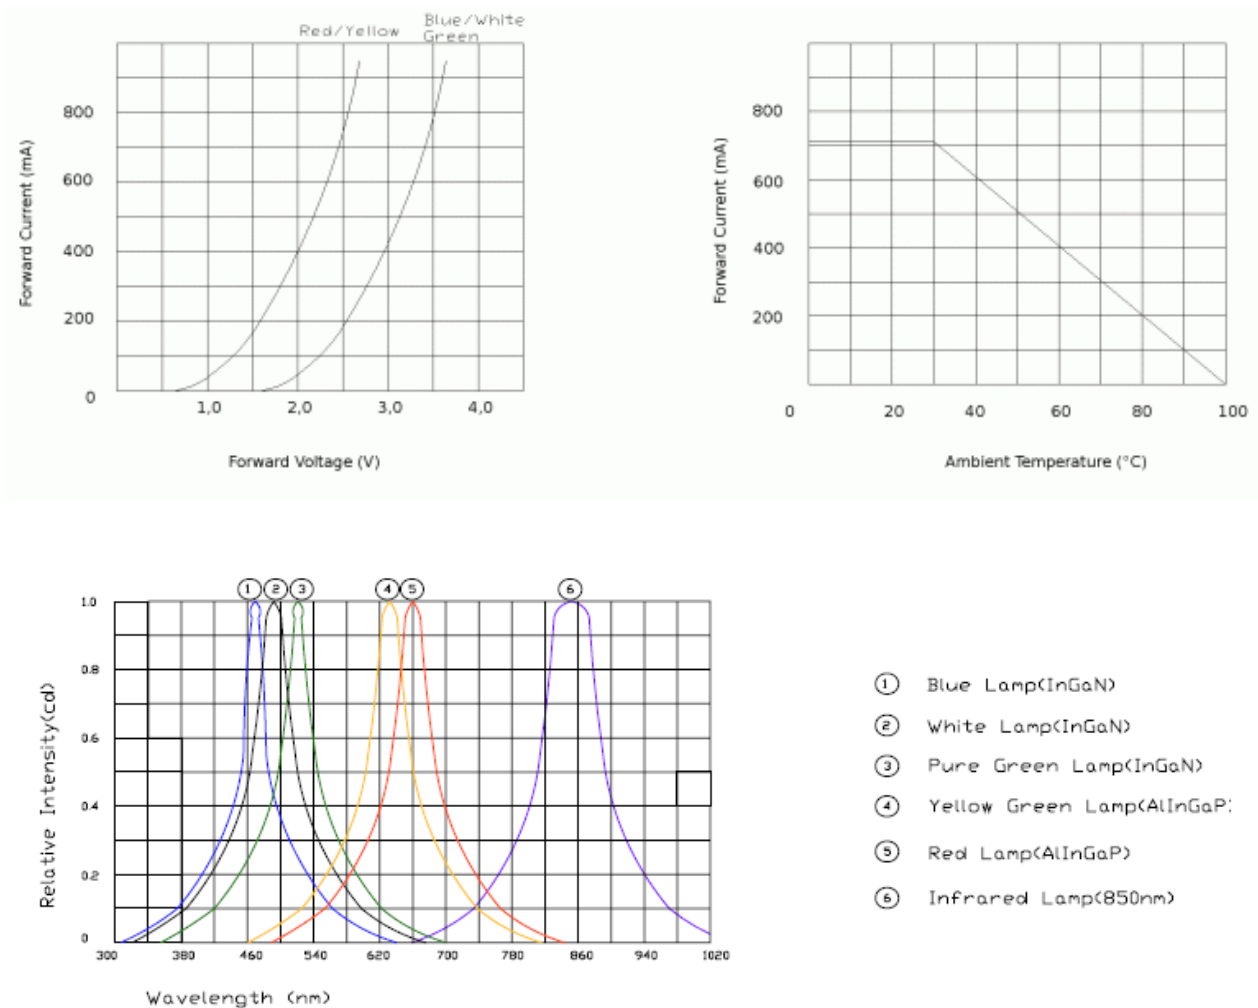 Red/Yellow
Blue/White
Green
800
600
400
200
0
Forward Current (mA)
1,0 2,0 3,0 4,0
Forward Voltage (V)
800
600
400
200
Forward Current (mA)
0 20 40 60 80 100
Ambient Temperature (°C)
1 2 3 4 5 6
1.0
0.8
0.6
0.4
0.2
0
Relative Intensity(cd)
300 380 460 540 620 700 780 860 940 1020
Wavelength (nm)
1 Blue Lamp(InGaN)
2 White Lamp(InGaN)
3 Pure Green Lamp(InGaN)
4 Yellow Green Lamp(AlInGaP)
5 Red Lamp(AlInGaP)
6 Infrared Lamp(850nm)